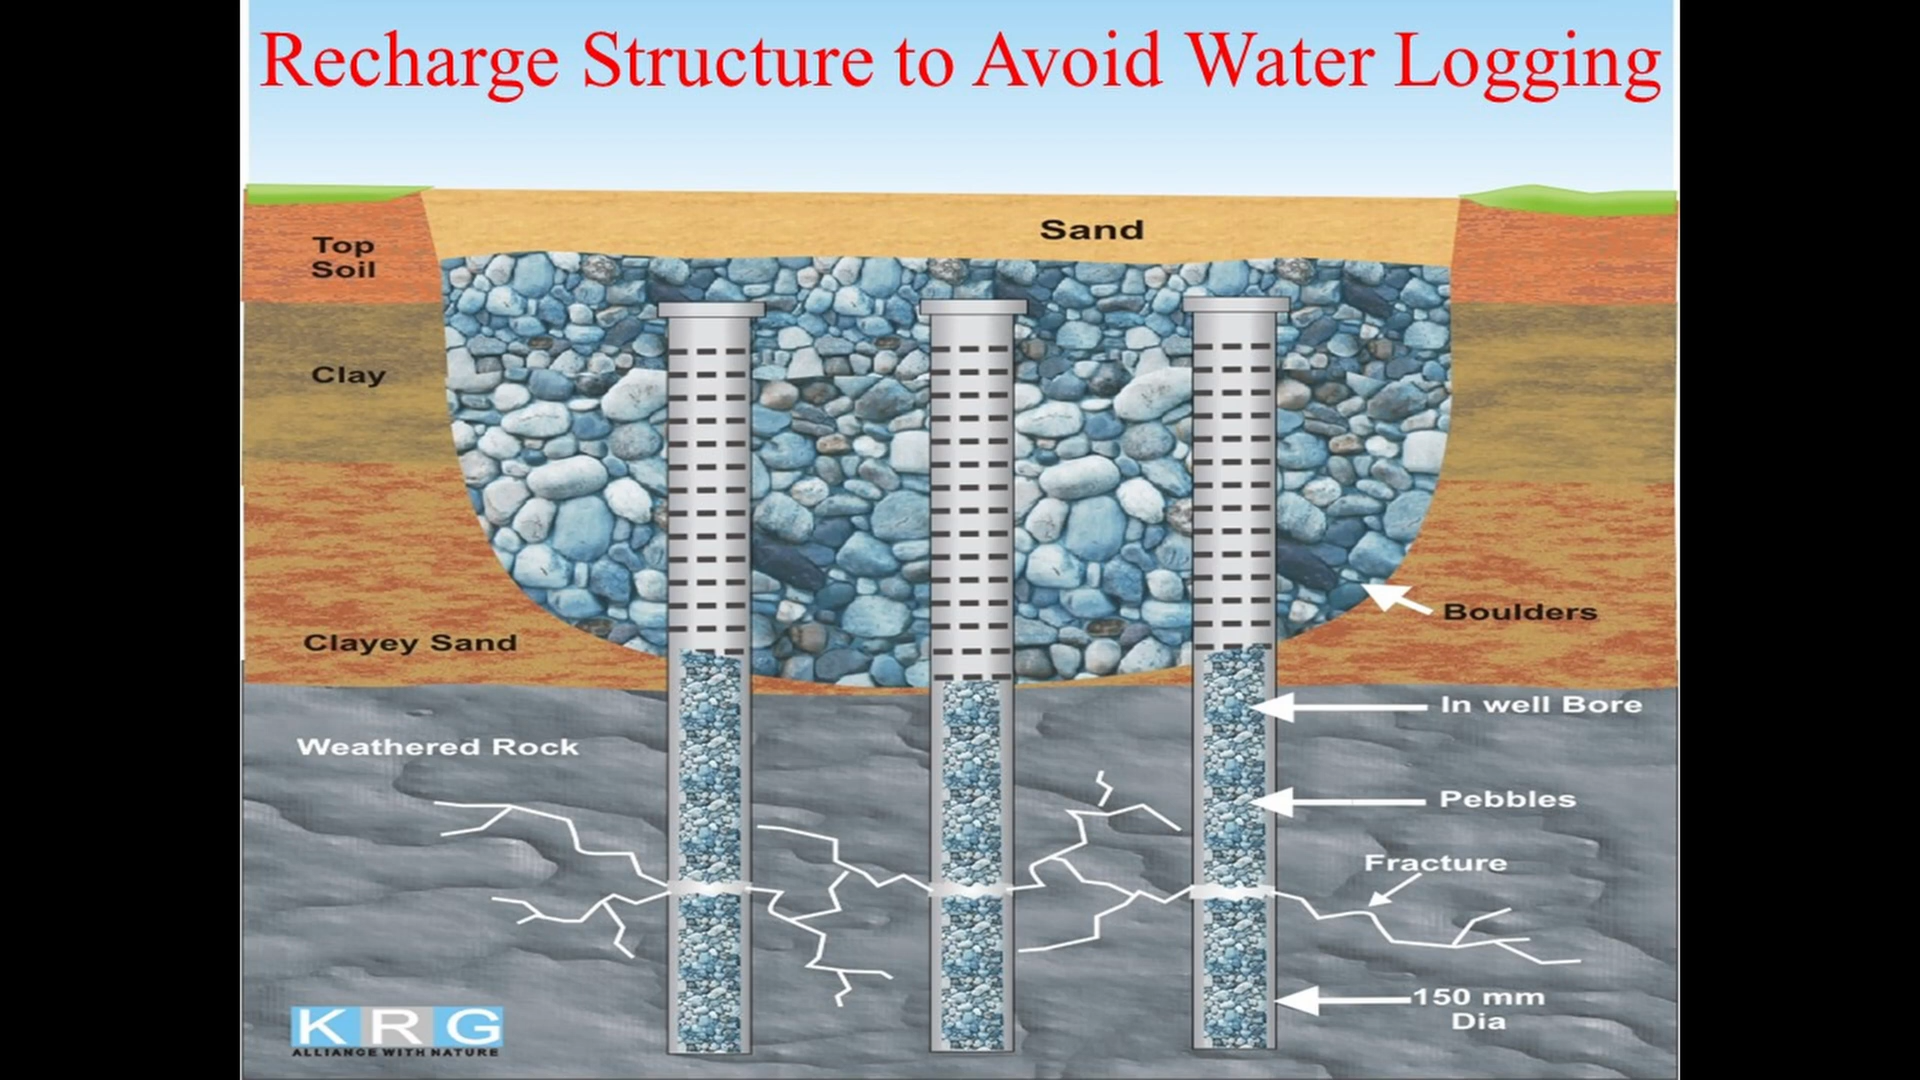 Recharge Structure to Avoid Water Logging
Sand
Top
Soil
Clay
Clayey Sand
Boulders
In well Bore
Weathered Rock
Pebbles
Fracture
150 mm
Dia
KRG
ALLIANCE WITH NATURE